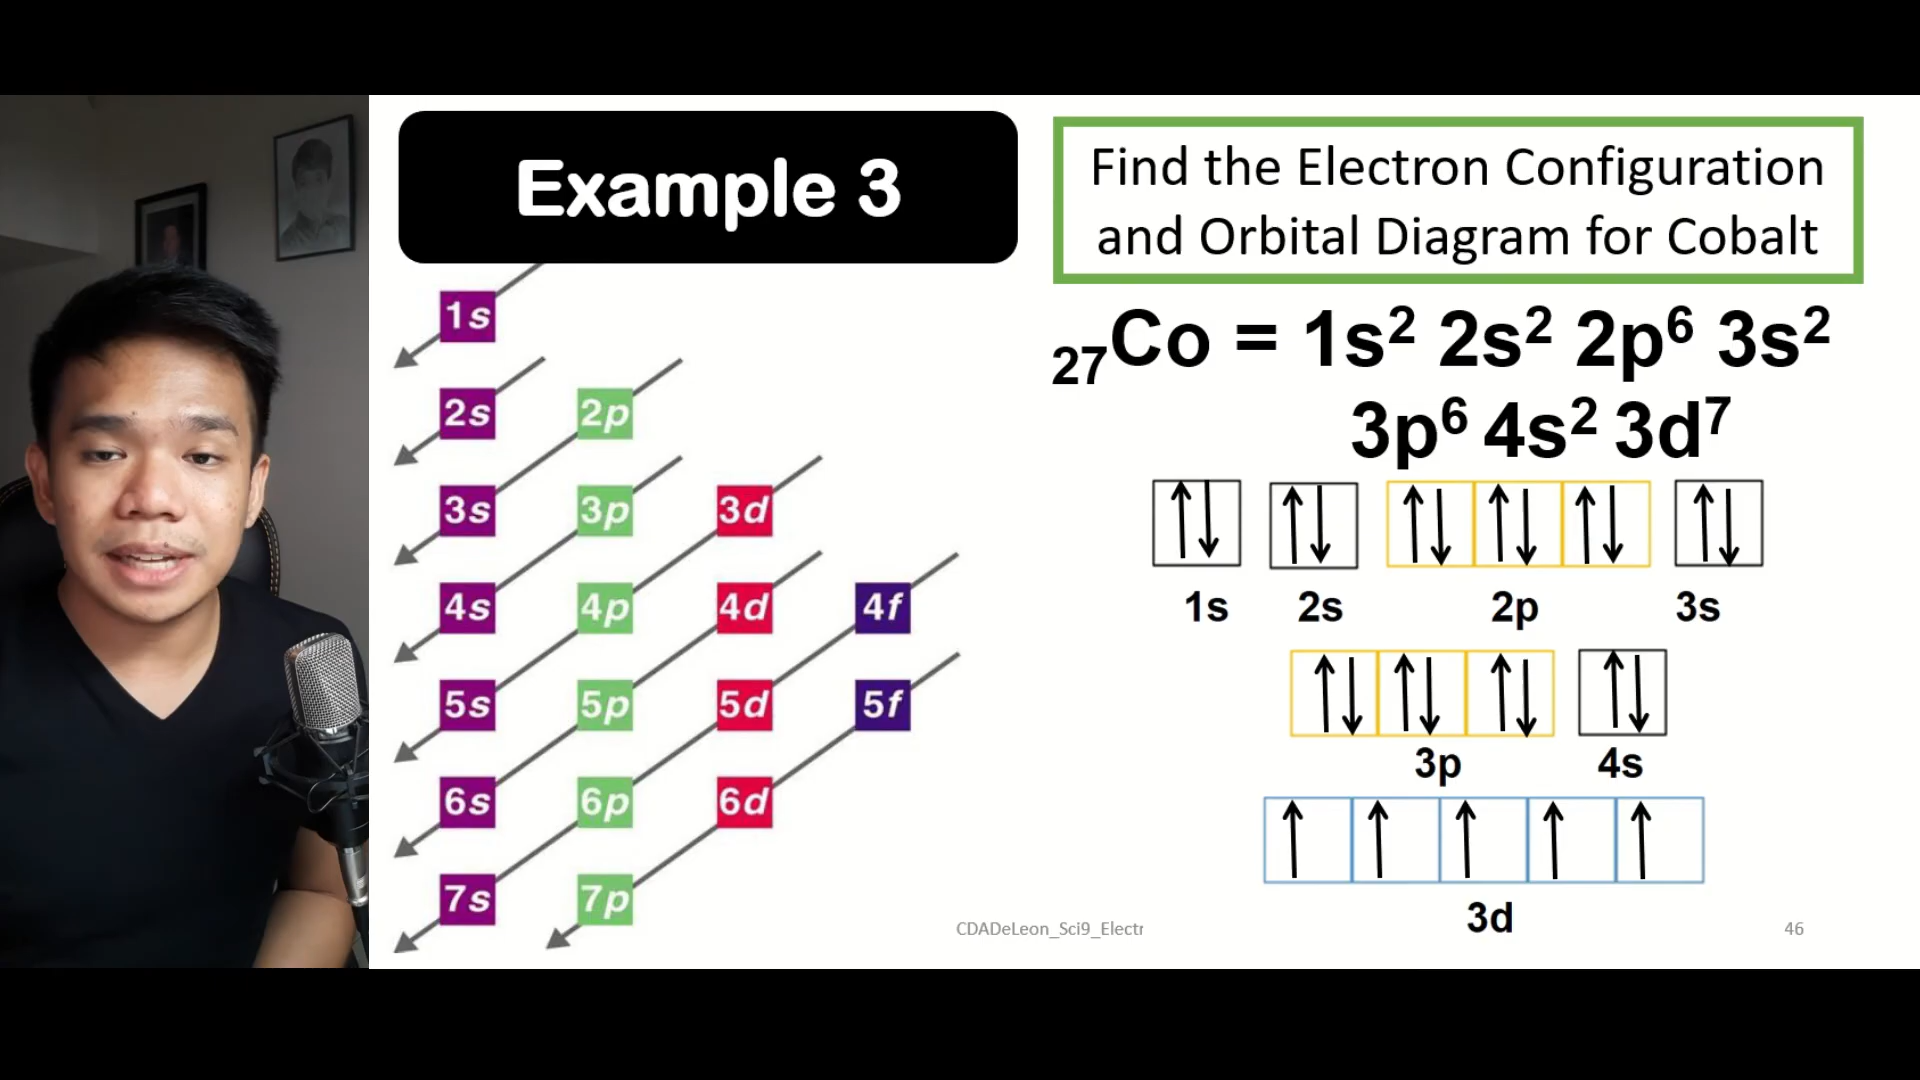 Example 3
Find the Electron Configuration
and Orbital Diagram for Cobalt
1s
2s 2p
3s 3p 3d
4s 4p 4d 4f
5s 5p 5d 5f
6s 6p 6d
7s 7p
₂₇Co = 1s² 2s² 2p⁶ 3s²
3p⁶ 4s² 3d⁷
1s 2s 2p 3s
3p 4s
3d
CDADeLeon_Sci9_Electr
46